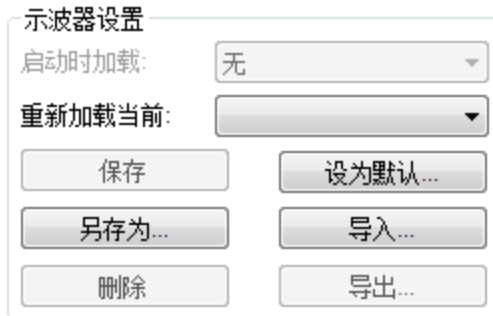 示波器设置
启动时加载: 无
重新加载当前:
保存 设为默认...
另存为... 导入...
删除 导出...